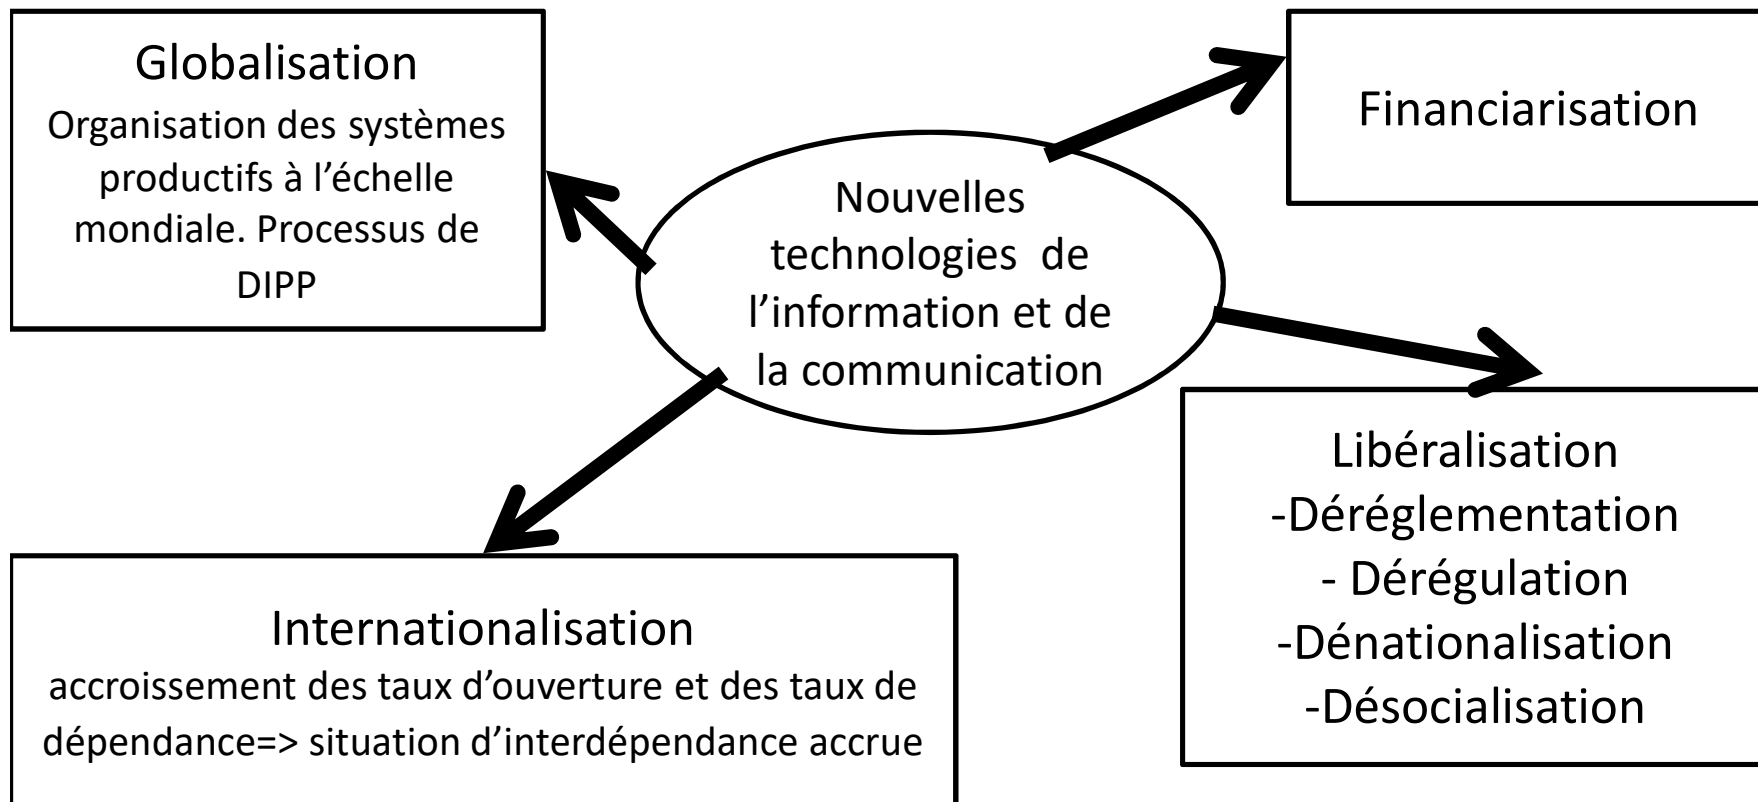 Globalisation
Organisation des systèmes
productifs à l’échelle
mondiale. Processus de
DIPP
Financiarisation
Nouvelles
technologies  de
l’information et de
la communication
Libéralisation
-Déréglementation
- Dérégulation
-Dénationalisation
-Désocialisation
Internationalisation
accroissement des taux d’ouverture et des taux de
dépendance=> situation d’interdépendance accrue